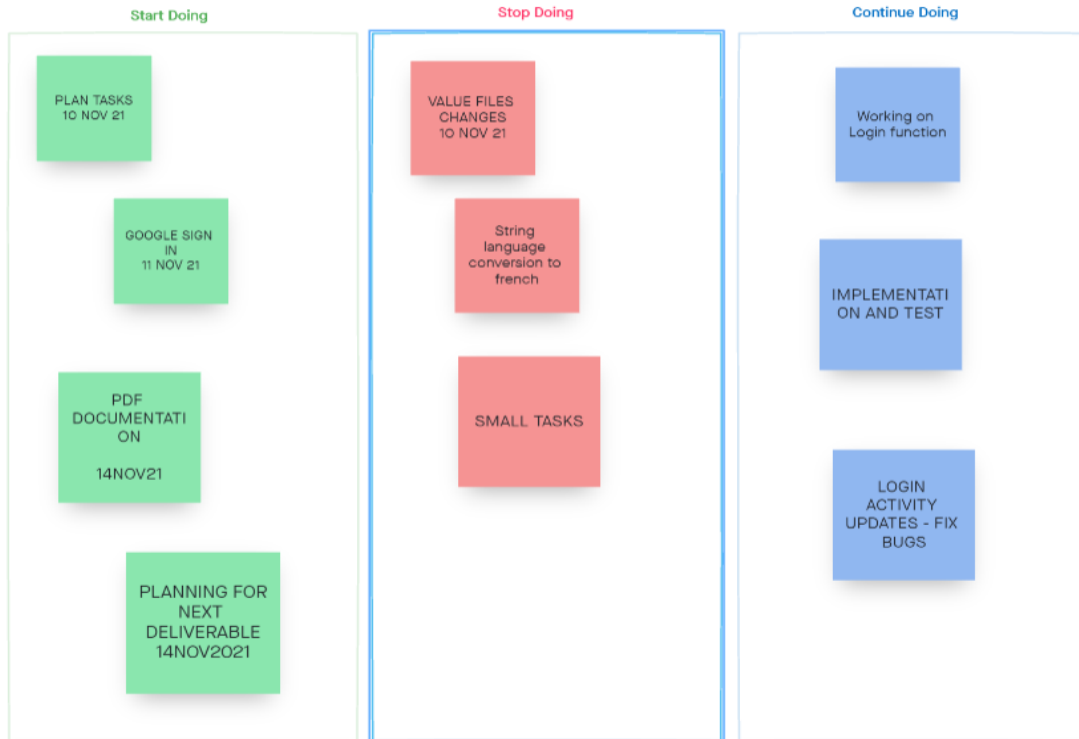 Start Doing
PLAN TASKS
10 NOV 21
GOOGLE SIGN
IN
11 NOV 21
PDF
DOCUMENTATI
ON
14NOV21
PLANNING FOR
NEXT
DELIVERABLE
14NOV2021
Stop Doing
VALUE FILES
CHANGES
10 NOV 21
String
language
conversion to
french
SMALL TASKS
Continue Doing
Working on
Login function
IMPLEMENTATI
ON AND TEST
LOGIN
ACTIVITY
UPDATES - FIX
BUGS